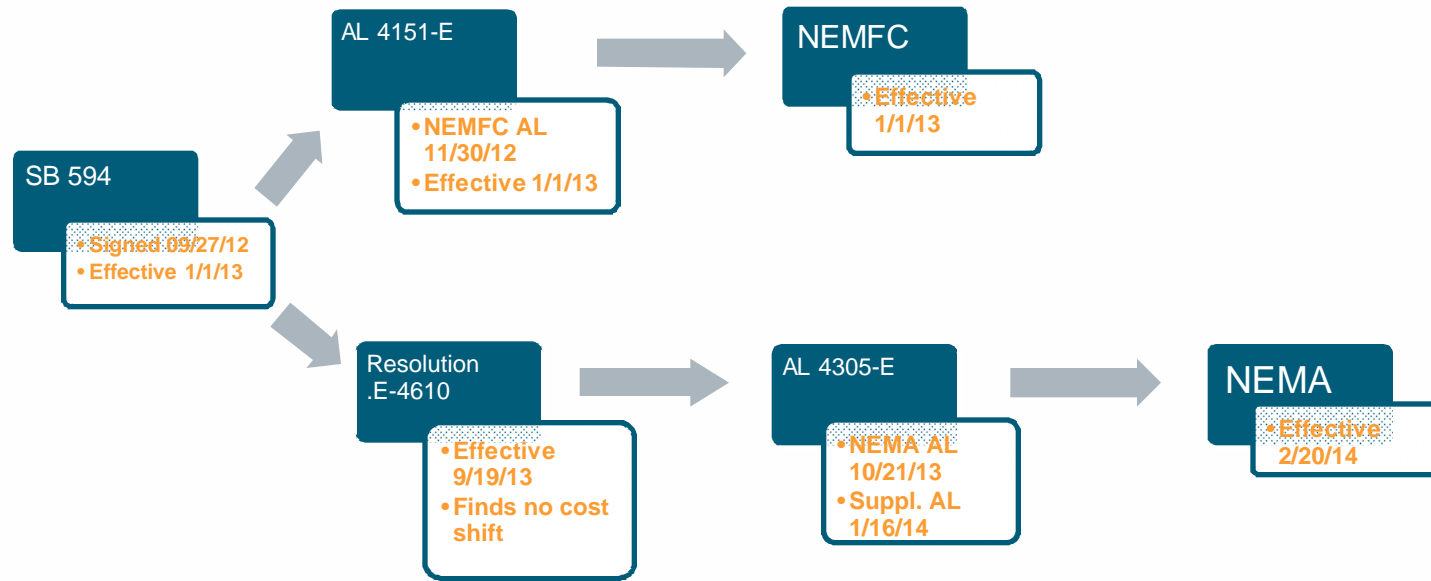 SB 594
• Signed 09/27/12
• Effective 1/1/13
AL 4151-E
• NEMFC AL
11/30/12
• Effective 1/1/13
NEMFC
• Effective
1/1/13
Resolution
.E-4610
• Effective
9/19/13
• Finds no cost
shift
AL 4305-E
• NEMA AL
10/21/13
• Suppl. AL
1/16/14
NEMA
• Effective
2/20/14